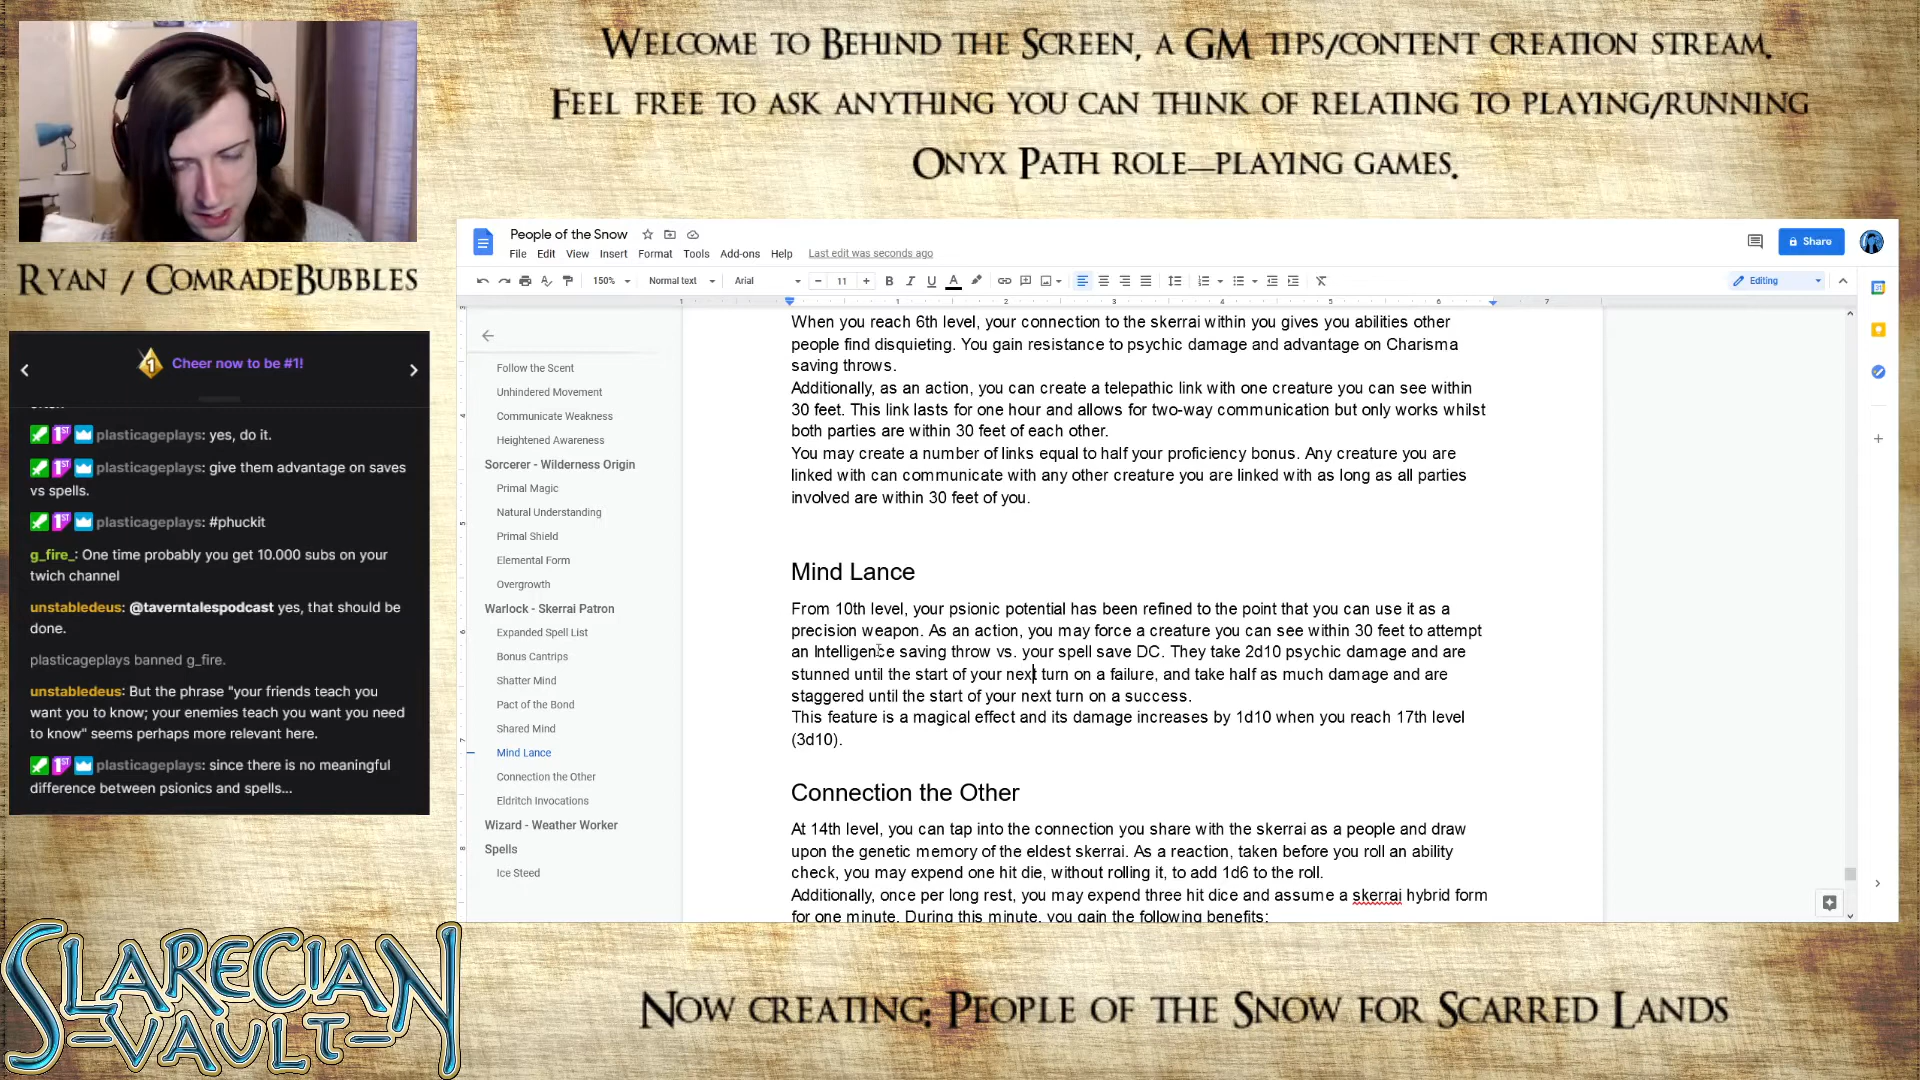 Welcome to Behind the Screen, a GM tips/content creation stream.
Feel free to ask anything you can think of relating to playing/running
Onyx Path role—playing games.
Ryan / ComradeBubbles
Cheer now to be #1!
plasticageplays: yes, do it.
plasticageplays: give them advantage on saves
vs spells.
plasticageplays: #phuckit
g_fire_: One time probably you get 10.000 subs on your
twich channel
unstabledeus: @taverntalespodcast yes, that should be
done.
plasticageplays banned g_fire.
unstabledeus: But the phrase "your friends teach you
want you to know; your enemies teach you want you need
to know" seems perhaps more relevant here.
plasticageplays: since there is no meaningful
difference between psionics and spells...
People of the Snow
File Edit View Insert Format Tools Add-ons Help Last edit was seconds ago
Share
150% Normal text Arial 11 Editing
1 1 2 3 4 5 6 7
Follow the Scent
Unhindered Movement
Communicate Weakness
Heightened Awareness
Sorcerer - Wilderness Origin
Primal Magic
Natural Understanding
Primal Shield
Elemental Form
Overgrowth
Warlock - Skerrai Patron
Expanded Spell List
Bonus Cantrips
Shatter Mind
Pact of the Bond
Shared Mind
Mind Lance
Connection the Other
Eldritch Invocations
Wizard - Weather Worker
Spells
Ice Steed
When you reach 6th level, your connection to the skerrai within you gives you abilities other
people find disquieting. You gain resistance to psychic damage and advantage on Charisma
saving throws.
Additionally, as an action, you can create a telepathic link with one creature you can see within
30 feet. This link lasts for one hour and allows for two-way communication but only works whilst
both parties are within 30 feet of each other.
You may create a number of links equal to half your proficiency bonus. Any creature you are
linked with can communicate with any other creature you are linked with as long as all parties
involved are within 30 feet of you.
Mind Lance
From 10th level, your psionic potential has been refined to the point that you can use it as a
precision weapon. As an action, you may force a creature you can see within 30 feet to attempt
an Intelligence saving throw vs. your spell save DC. They take 2d10 psychic damage and are
stunned until the start of your next turn on a failure, and take half as much damage and are
staggered until the start of your next turn on a success.
This feature is a magical effect and its damage increases by 1d10 when you reach 17th level
(3d10).
Connection the Other
At 14th level, you can tap into the connection you share with the skerrai as a people and draw
upon the genetic memory of the eldest skerrai. As a reaction, taken before you roll an ability
check, you may expend one hit die, without rolling it, to add 1d6 to the roll.
Additionally, once per long rest, you may expend three hit dice and assume a skerrai hybrid form
for one minute. During this minute, you gain the following benefits:
Slarecian
Vault
Now creating: People of the Snow for Scarred Lands